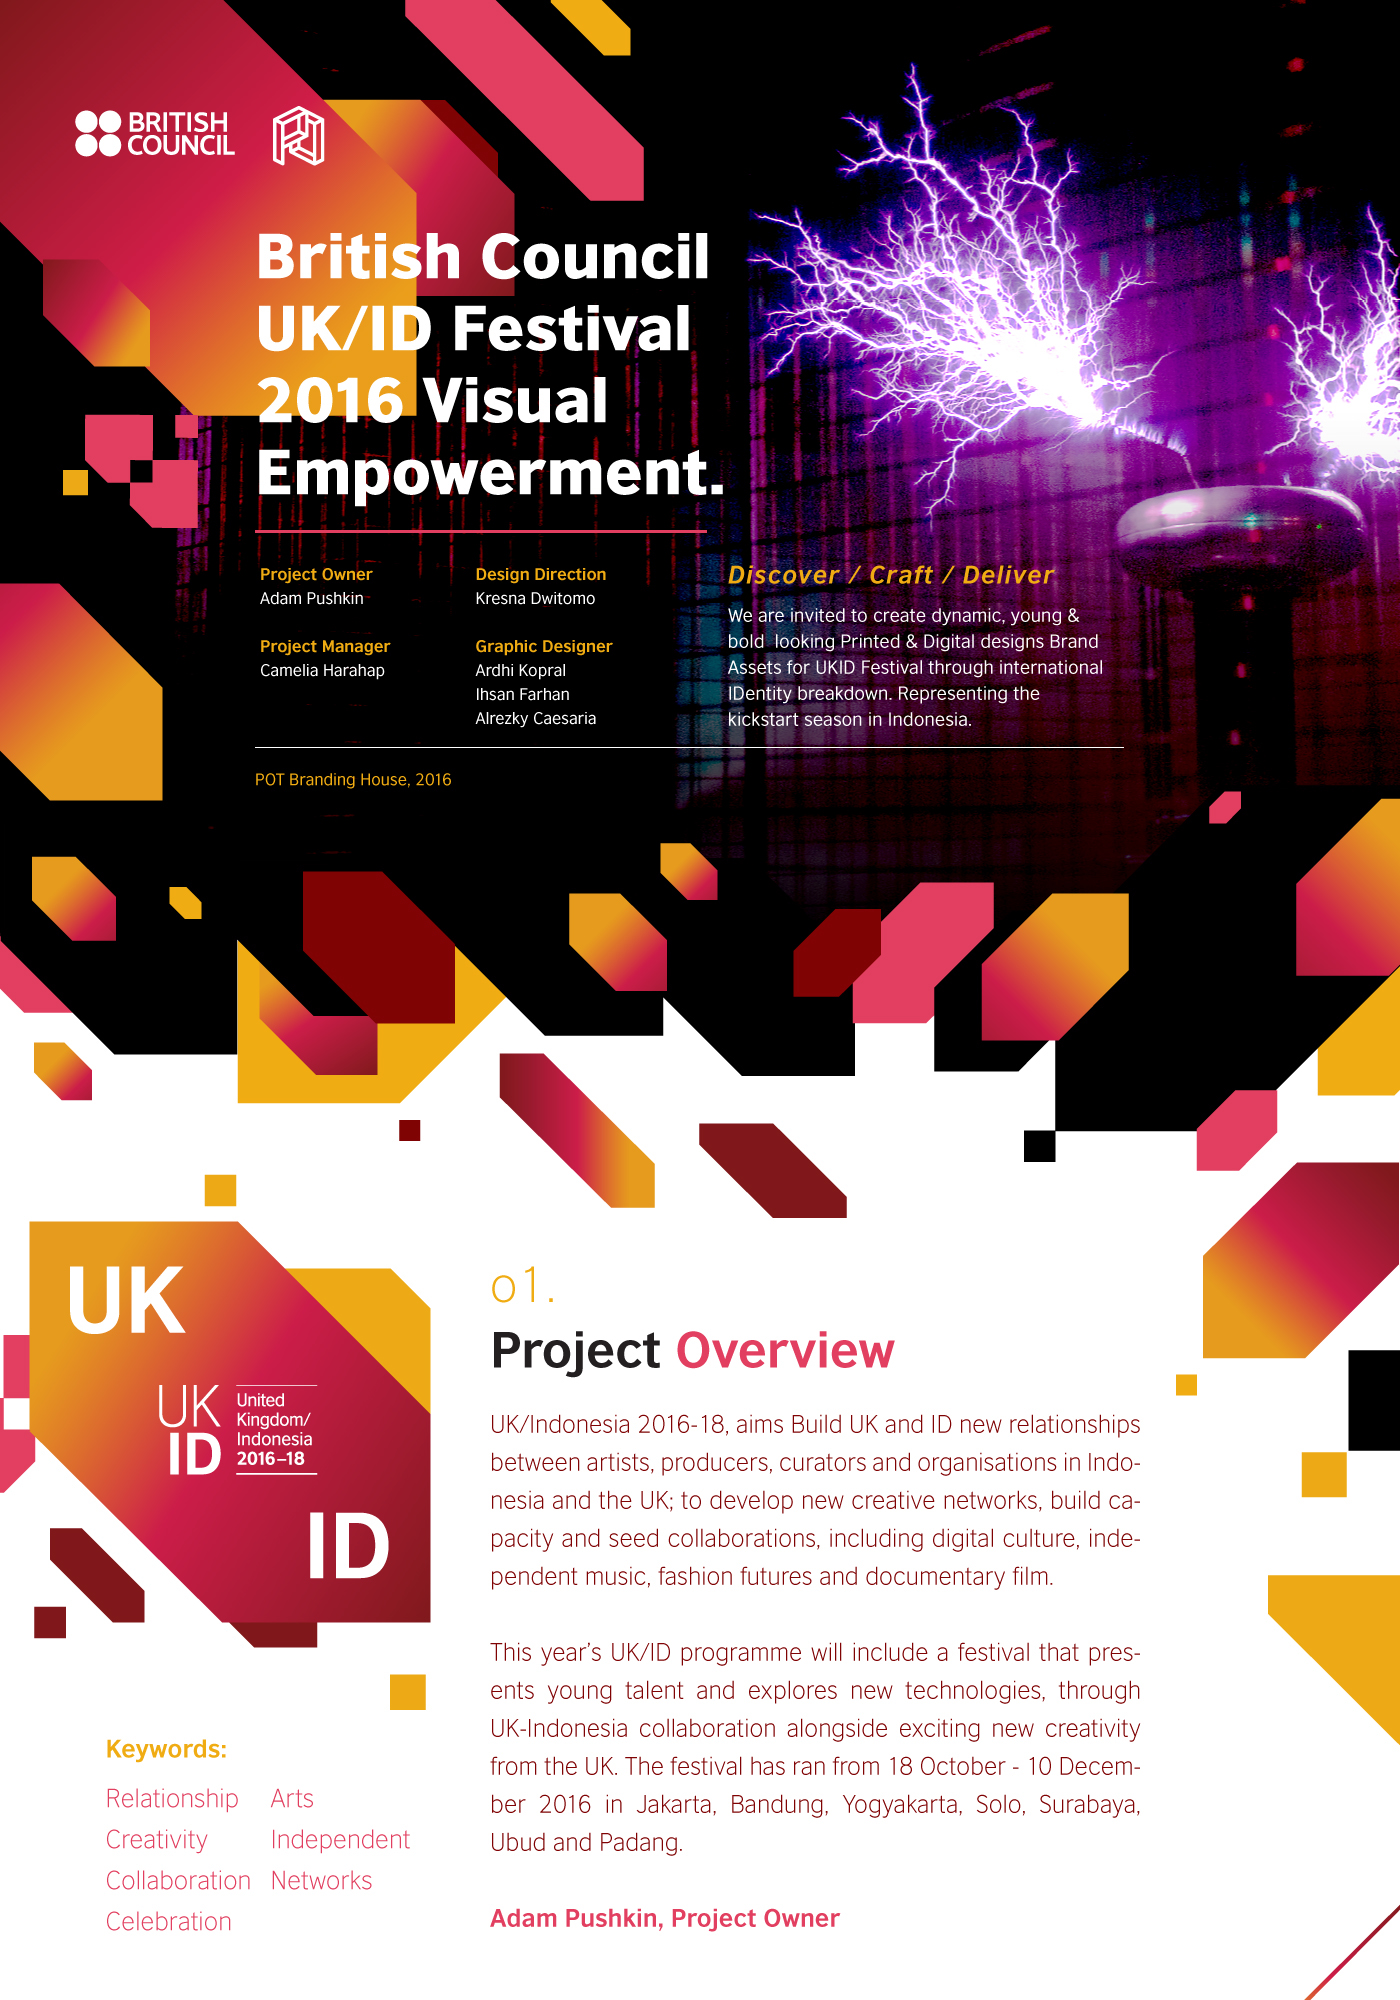 BRITISH
COUNCIL
British Council
UK/ID Festival
2016 Visual
Empowerment.
Project Owner
Adam Pushkin
Project Manager
Camelia Harahap
Design Direction
Kresna Dwitomo
Graphic Designer
Ardhi Kopral
Ihsan Farhan
Alrezky Caesaria
Discover / Craft / Deliver
We are invited to create dynamic, young &
bold looking Printed & Digital designs Brand
Assets for UKID Festival through international
IDentity breakdown. Representing the
kickstart season in Indonesia.
POT Branding House, 2016
UK
UK
ID
United
Kingdom/
Indonesia
2016–18
ID
Keywords:
Relationship
Creativity
Collaboration
Celebration
Arts
Independent
Networks
o1.
Project Overview
UK/Indonesia 2016-18, aims Build UK and ID new relationships
between artists, producers, curators and organisations in Indo-
nesia and the UK; to develop new creative networks, build ca-
pacity and seed collaborations, including digital culture, inde-
pendent music, fashion futures and documentary film.
This year's UK/ID programme will include a festival that pres-
ents young talent and explores new technologies, through
UK-Indonesia collaboration alongside exciting new creativity
from the UK. The festival has ran from 18 October - 10 Decem-
ber 2016 in Jakarta, Bandung, Yogyakarta, Solo, Surabaya,
Ubud and Padang.
Adam Pushkin, Project Owner